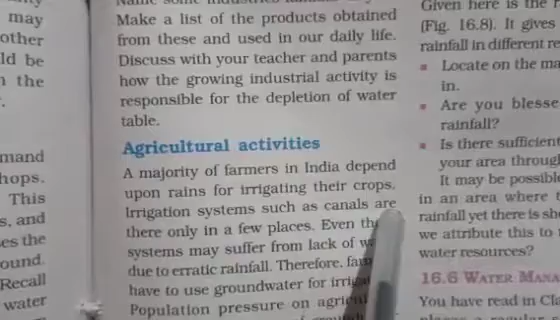 may
other
ld be
n the
mand
hops.
This
s, and
es the
ound.
Recall
water
Make a list of the products obtained
from these and used in our daily life.
Discuss with your teacher and parents
how the growing industrial activity is
responsible for the depletion of water
table.
Agricultural activities
A majority of farmers in India depend
upon rains for irrigating their crops.
Irrigation systems such as canals are
there only in a few places. Even
systems may suffer from lack of
due to erratic rainfall. Therefore,
have to use groundwater for
Population pressure on
Given here is the
(Fig. 16.8). It gives
rainfall in different re
Locate on the ma
in.
Are you blesse
rainfall?
Is there sufficient
your area throug
It may be possible
in an area where t
rainfall yet there is sh
we attribute this to
water resources?
16.6 WATER MANA
You have read in Cla